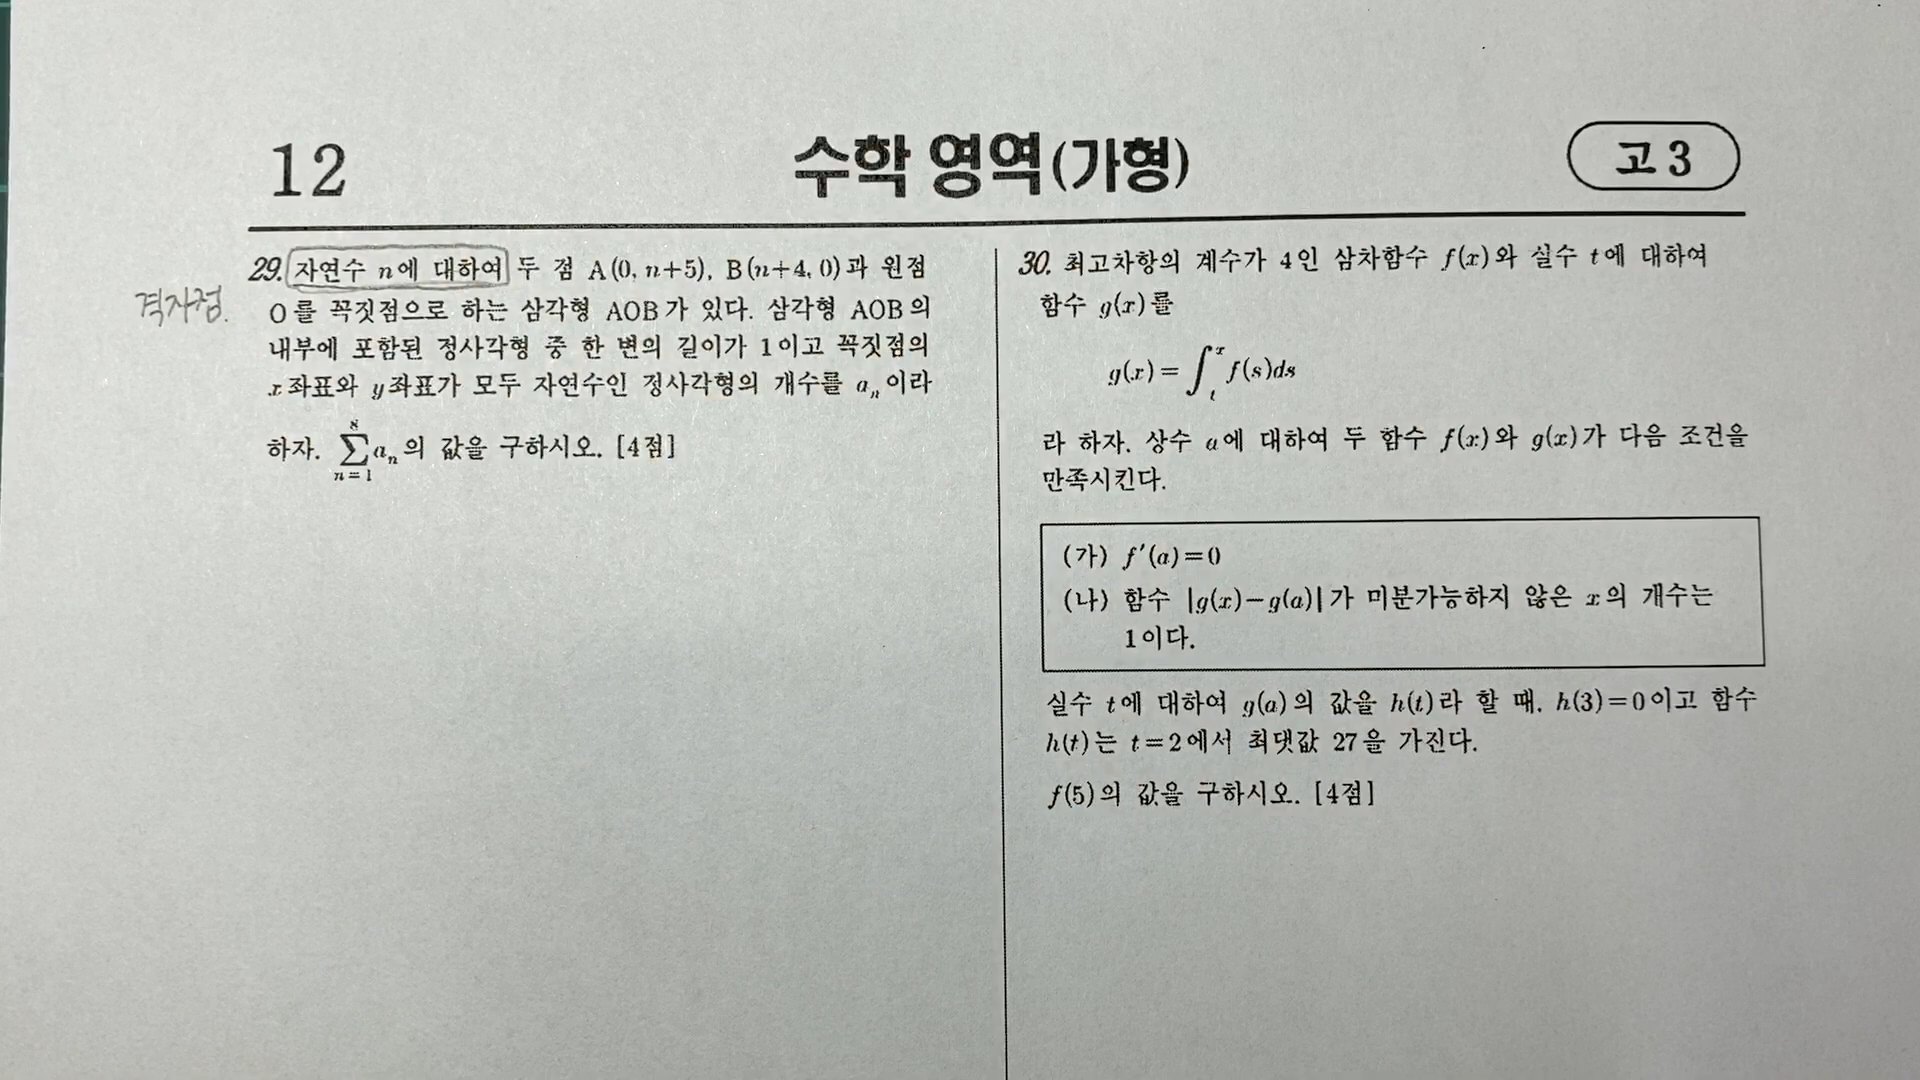 12
수학 영역(가형)
고3
29. 자연수 n에 대하여 두 점 A(0, n+5), B(n+4, 0)과 원점
격자점.
O를 꼭짓점으로 하는 삼각형 AOB가 있다. 삼각형 AOB의
내부에 포함된 정사각형 중 한 변의 길이가 1이고 꼭짓점의
x좌표와 y좌표가 모두 자연수인 정사각형의 개수를 aₙ이라
하자. ∑_{n=1}^{8} aₙ의 값을 구하시오. [4점]
30. 최고차항의 계수가 4인 삼차함수 f(x)와 실수 t에 대하여
함수 g(x)를
g(x)=∫_{t}^{x} f(s)ds
라 하자. 상수 a에 대하여 두 함수 f(x)와 g(x)가 다음 조건을
만족시킨다.
(가) f′(a)=0
(나) 함수 |g(x)−g(a)|가 미분가능하지 않은 x의 개수는
1이다.
실수 t에 대하여 g(a)의 값을 h(t)라 할 때, h(3)=0이고 함수
h(t)는 t=2에서 최댓값 27을 가진다.
f(5)의 값을 구하시오. [4점]